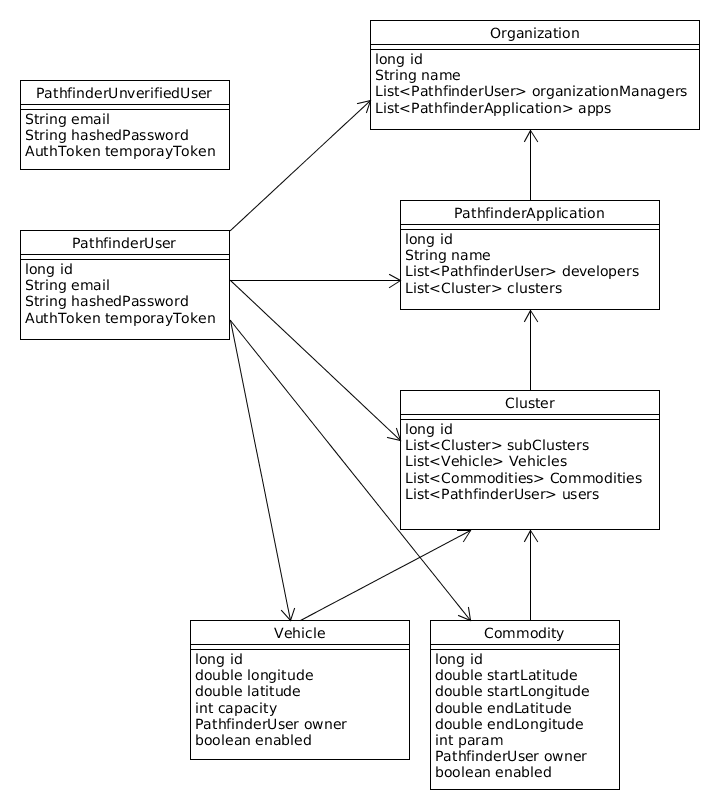 Organization
long id
String name
List<PathfinderUser> organizationManagers
List<PathfinderApplication> apps
PathfinderUnverifiedUser
String email
String hashedPassword
AuthToken temporayToken
PathfinderApplication
long id
String name
List<PathfinderUser> developers
List<Cluster> clusters
PathfinderUser
long id
String email
String hashedPassword
AuthToken temporayToken
Cluster
long id
List<Cluster> subClusters
List<Vehicle> Vehicles
List<Commodities> Commodities
List<PathfinderUser> users
Vehicle
long id
double longitude
double latitude
int capacity
PathfinderUser owner
boolean enabled
Commodity
long id
double startLatitude
double startLongitude
double endLatitude
double endLongitude
int param
PathfinderUser owner
boolean enabled